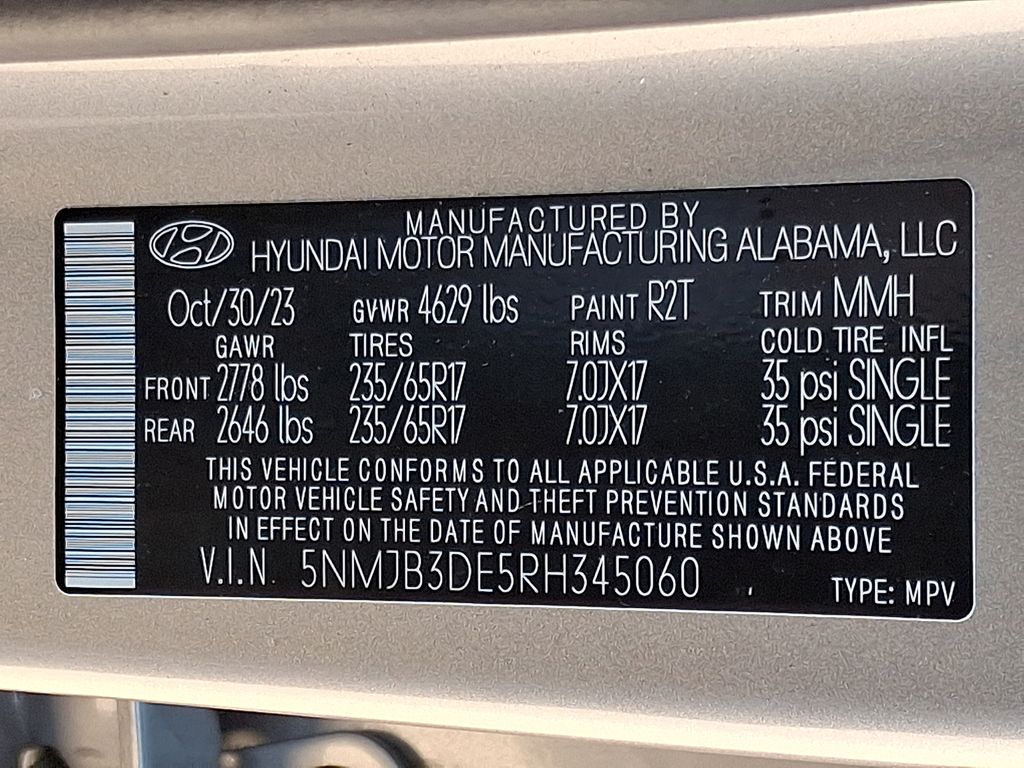 MANUFACTURED BY
HYUNDAI MOTOR MANUFACTURING ALABAMA, LLC
Oct/30/23 GVWR 4629 lbs PAINT R2T TRIM MMH
GAWR TIRES RIMS COLD TIRE INFL
FRONT 2778 lbs 235/65R17 7.0JX17 35 psi SINGLE
REAR 2646 lbs 235/65R17 7.0JX17 35 psi SINGLE
THIS VEHICLE CONFORMS TO ALL APPLICABLE U.S.A. FEDERAL
MOTOR VEHICLE SAFETY AND THEFT PREVENTION STANDARDS
IN EFFECT ON THE DATE OF MANUFACTURE SHOWN ABOVE
V.I.N 5NMJB3DE5RH345060 TYPE: MPV